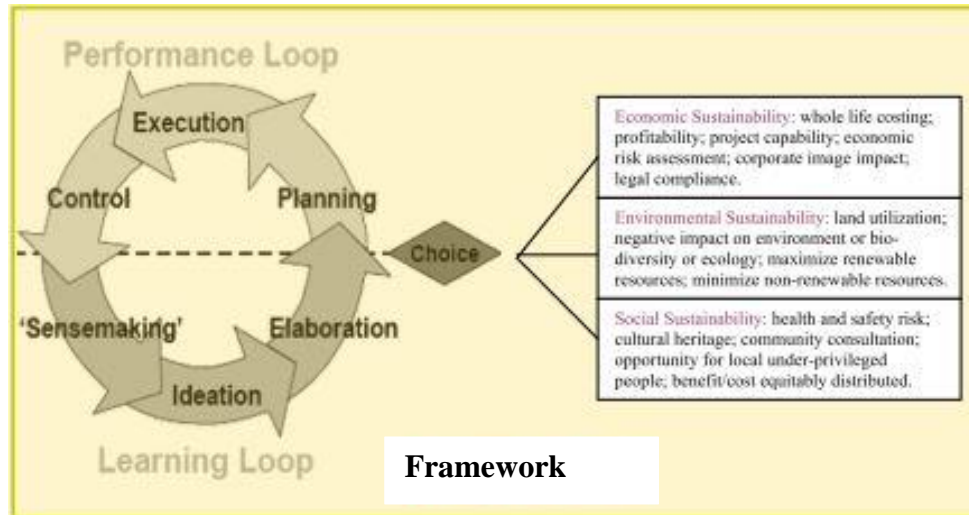 Performance Loop
Execution
Control
Planning
Choice
'Sensemaking'
Elaboration
Ideation
Learning Loop
Economic Sustainability: whole life costing;
profitability; project capability; economic
risk assessment; corporate image impact;
legal compliance.
Environmental Sustainability: land utilization;
negative impact on environment or bio-
diversity or ecology; maximize renewable
resources; minimize non-renewable resources.
Social Sustainability: health and safety risk;
cultural heritage; community consultation;
opportunity for local under-privileged
people; benefit/cost equitably distributed.
Framework